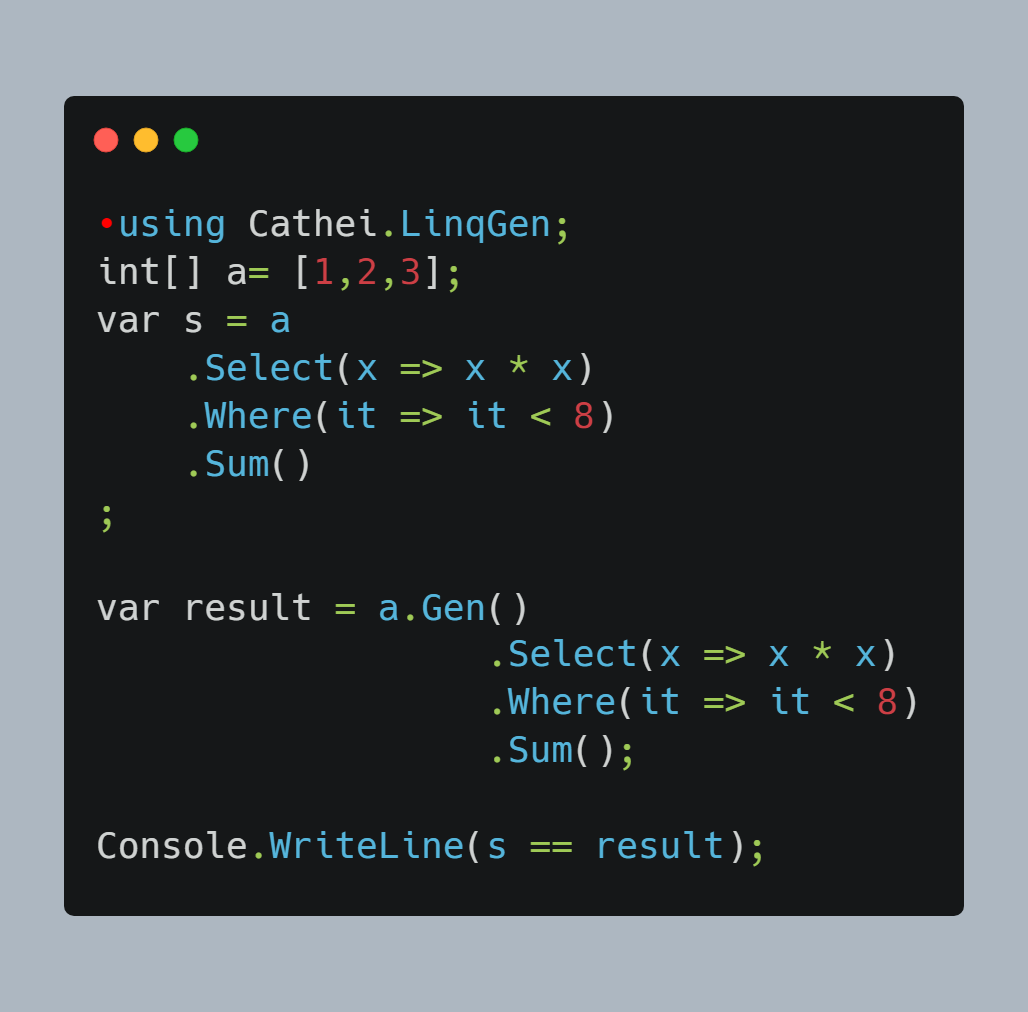 •using Cathei.LinqGen;
int[] a= [1,2,3];
var s = a
    .Select(x => x * x)
    .Where(it => it < 8)
    .Sum()
;

var result = a.Gen()
                  .Select(x => x * x)
                  .Where(it => it < 8)
                  .Sum();

Console.WriteLine(s == result);